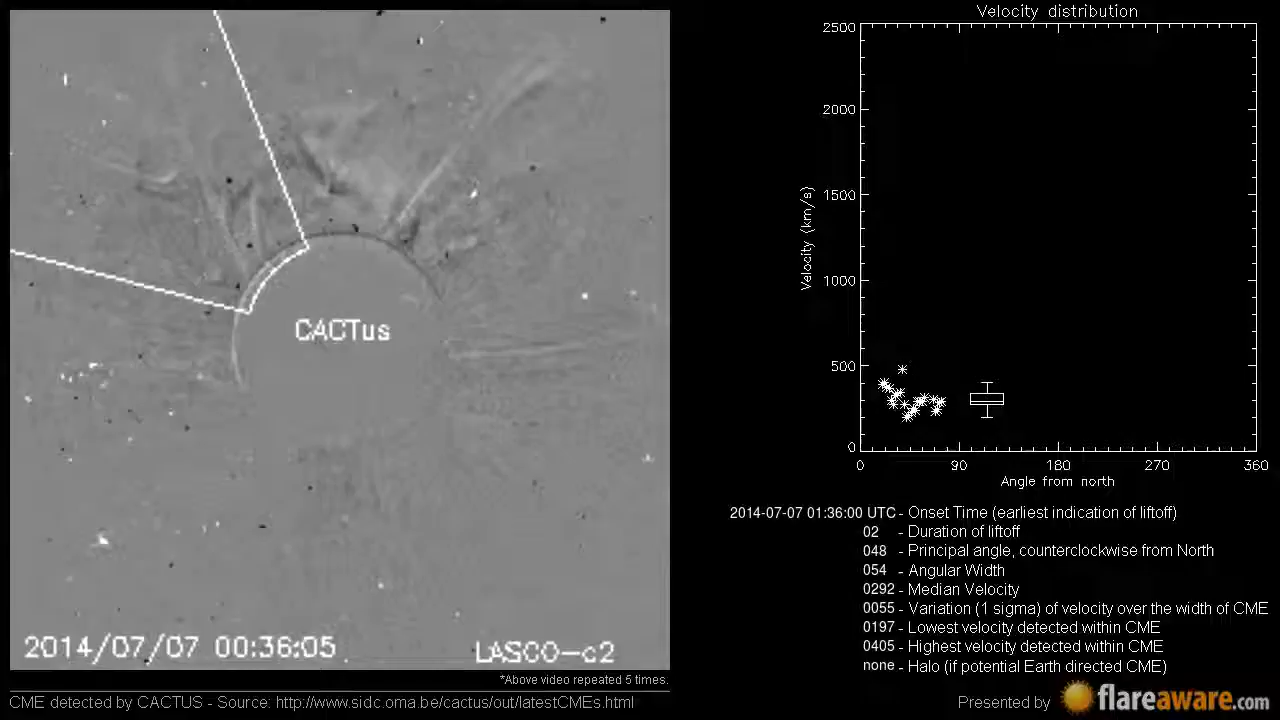 CACTus
2014/07/07 00:36:05
LASCO-c2
*Above video repeated 5 times.
CME detected by CACTUS - Source: http://www.sidc.oma.be/cactus/out/latestCMEs.html
Velocity distribution
2500
2000
1500
1000
500
0
Velocity (km/s)
0 90 180 270 360
Angle from north
2014-07-07 01:36:00 UTC - Onset Time (earliest indication of liftoff)
02 - Duration of liftoff
048 - Principal angle, counterclockwise from North
054 - Angular Width
0292 - Median Velocity
0055 - Variation (1 sigma) of velocity over the width of CME
0197 - Lowest velocity detected within CME
0405 - Highest velocity detected within CME
none - Halo (if potential Earth directed CME)
Presented by flareaware.com